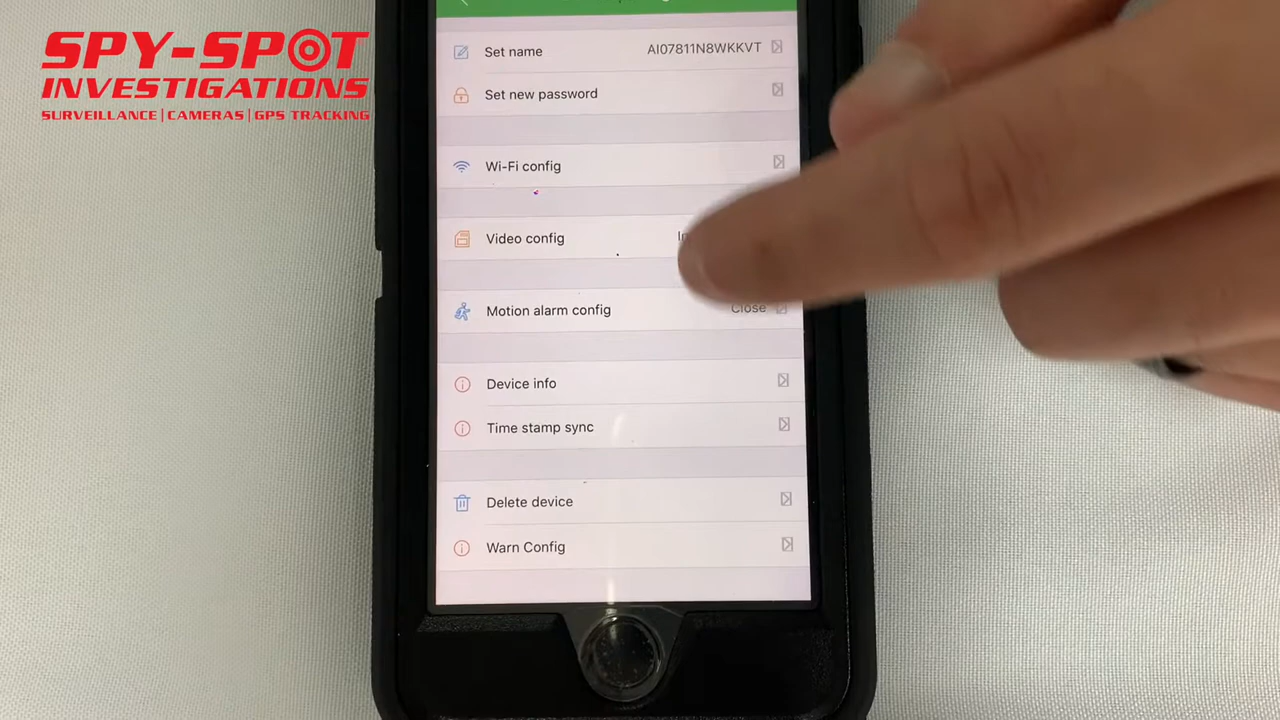 SPY-SPOT
INVESTIGATIONS
SURVEILLANCE | CAMERAS | GPS TRACKING
Set name AI07811N8WKKVT
Set new password
Wi-Fi config
Video config
Motion alarm config Close
Device info
Time stamp sync
Delete device
Warn Config